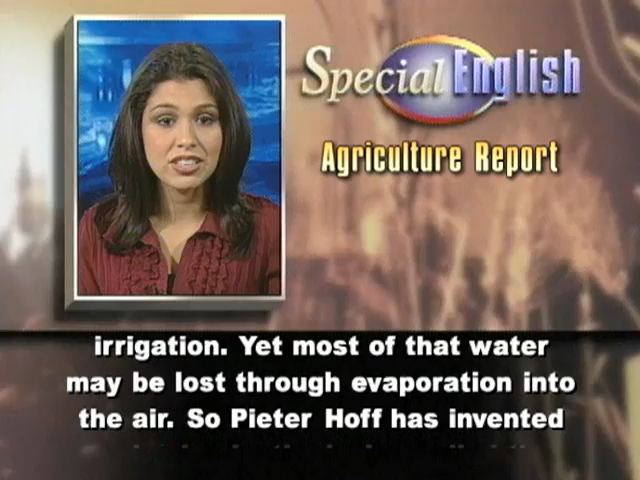 Special English
Agriculture Report
irrigation. Yet most of that water
may be lost through evaporation into
the air. So Pieter Hoff has invented